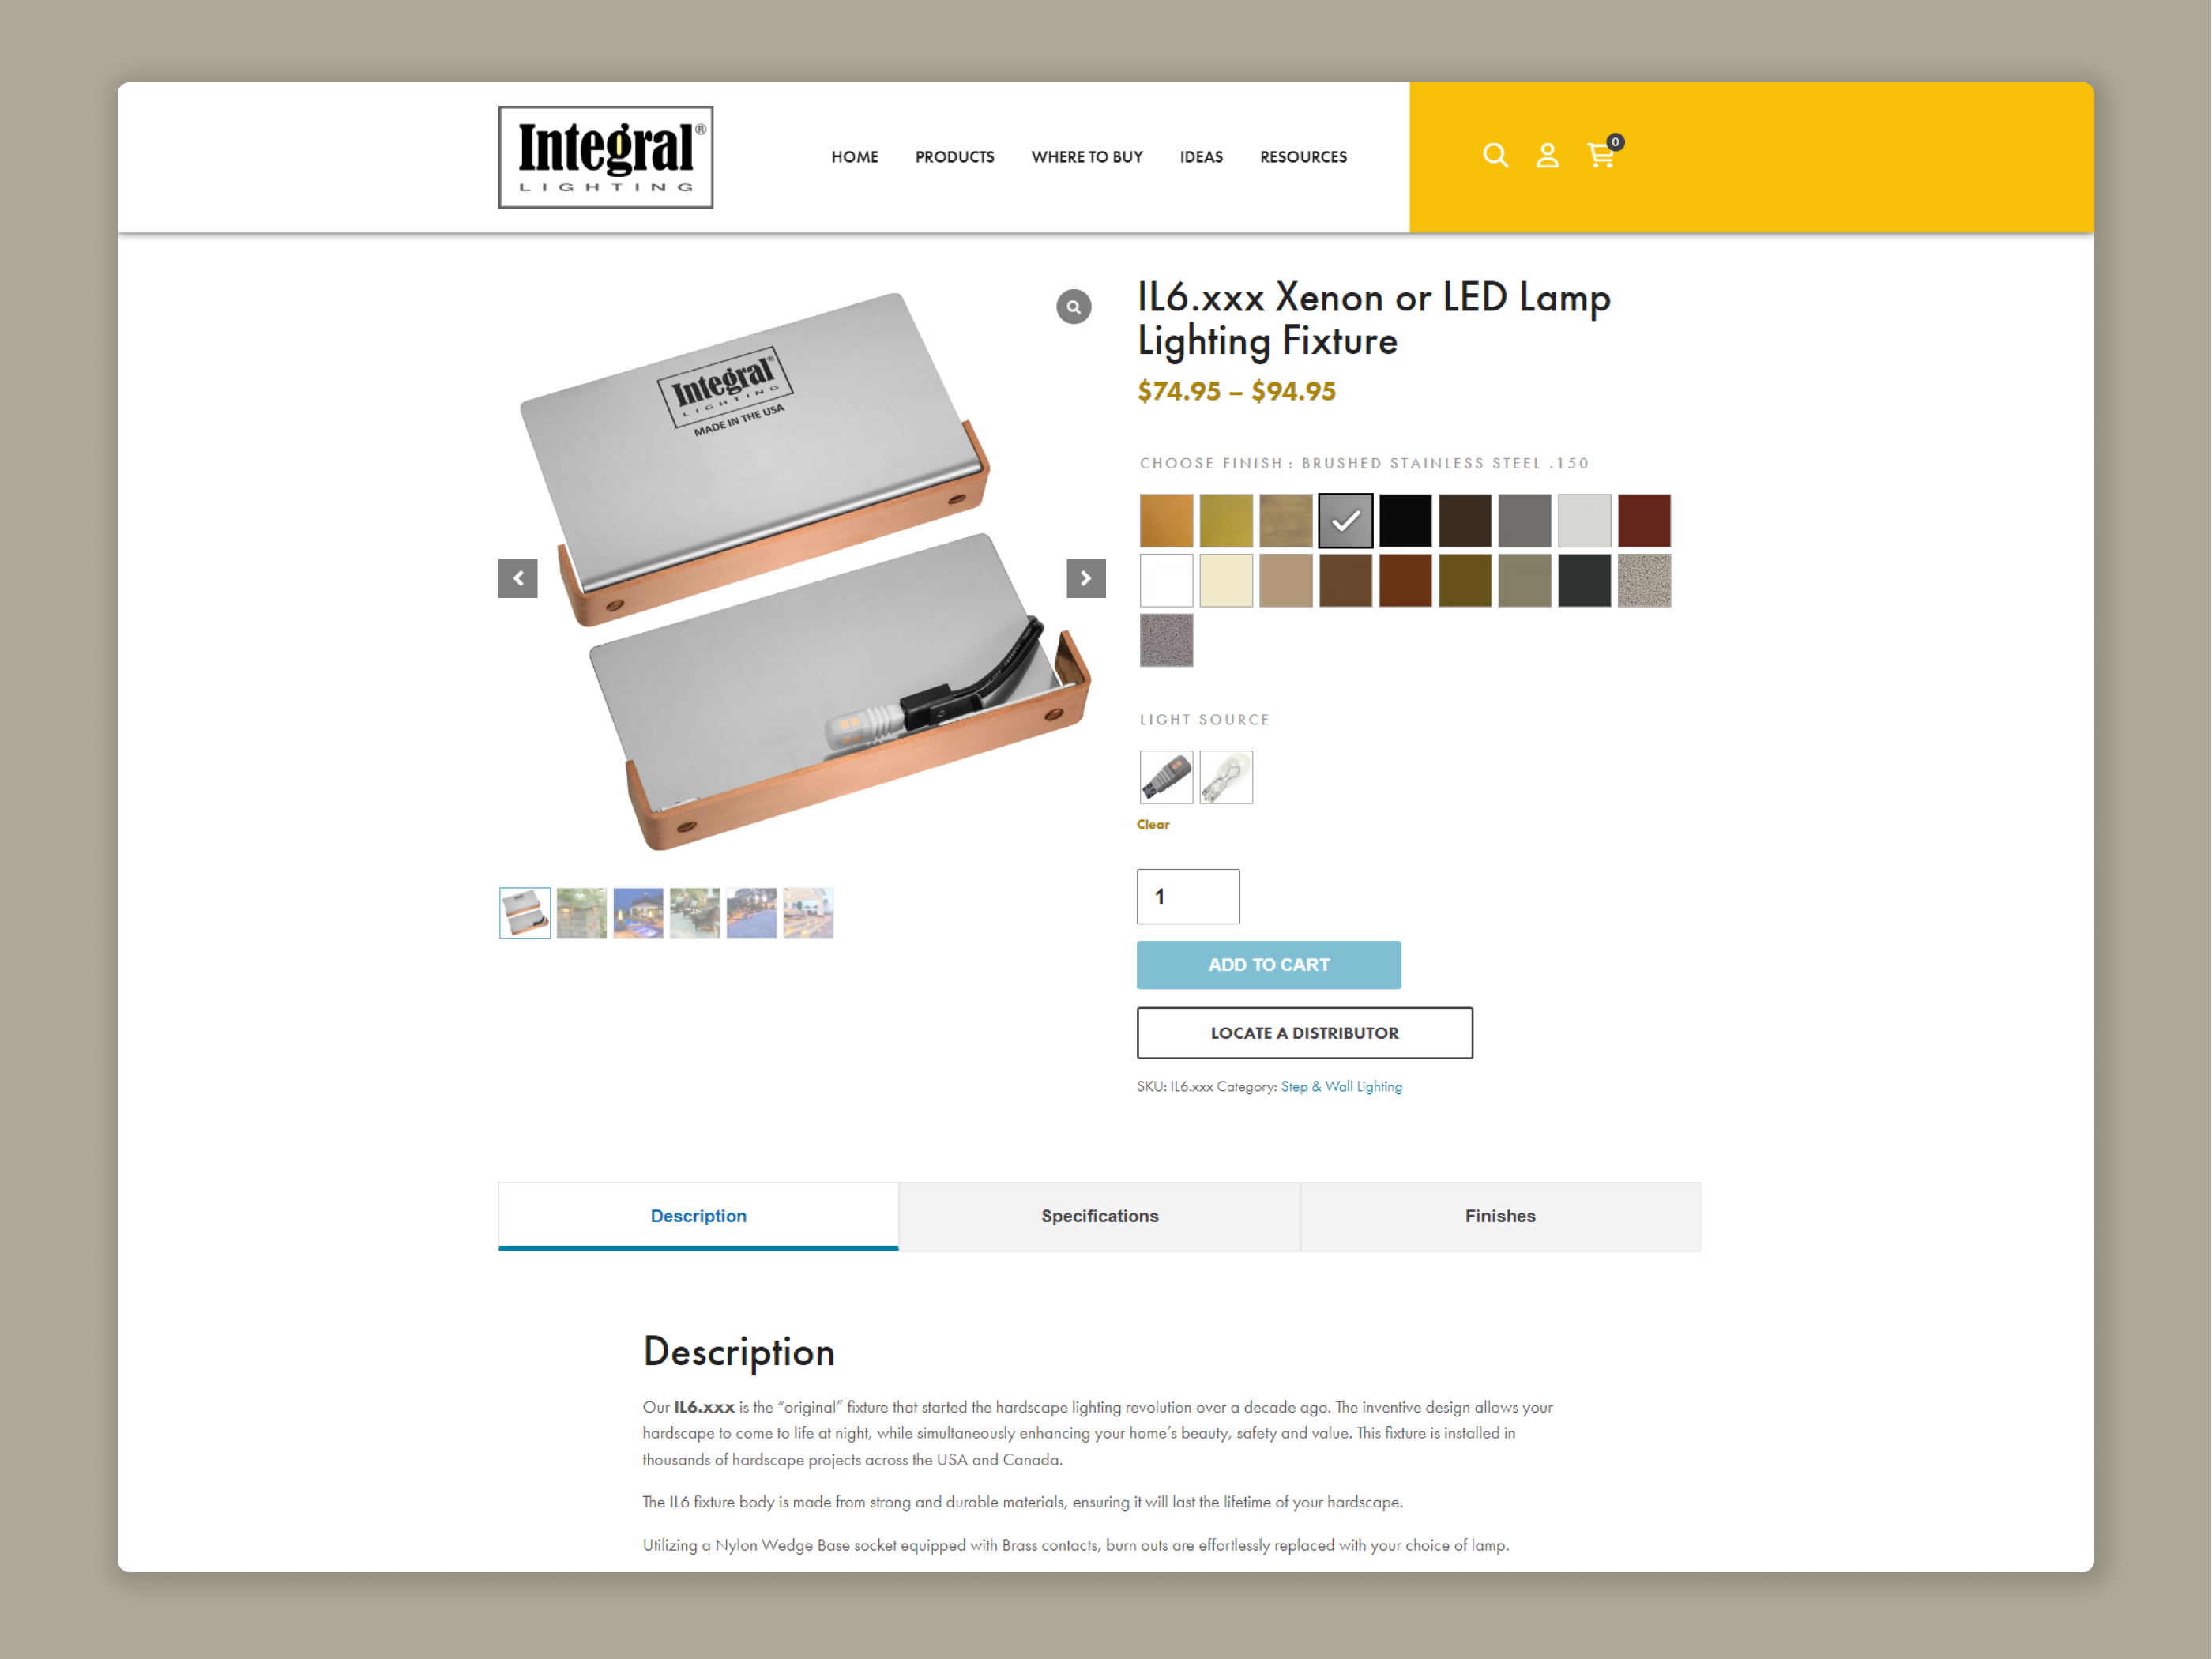 Integral®
LIGHTING
HOME
PRODUCTS
WHERE TO BUY
IDEAS
RESOURCES
0
Integral®
LIGHTING
MADE IN THE USA
IL6.xxx Xenon or LED Lamp
Lighting Fixture
$74.95 – $94.95
CHOOSE FINISH : BRUSHED STAINLESS STEEL .150
LIGHT SOURCE
Clear
1
ADD TO CART
LOCATE A DISTRIBUTOR
SKU: IL6.xxx Category: Step & Wall Lighting
Description
Specifications
Finishes
Description
Our IL6.xxx is the “original” fixture that started the hardscape lighting revolution over a decade ago. The inventive design allows your
hardscape to come to life at night, while simultaneously enhancing your home’s beauty, safety and value. This fixture is installed in
thousands of hardscape projects across the USA and Canada.
The IL6 fixture body is made from strong and durable materials, ensuring it will last the lifetime of your hardscape.
Utilizing a Nylon Wedge Base socket equipped with Brass contacts, burn outs are effortlessly replaced with your choice of lamp.